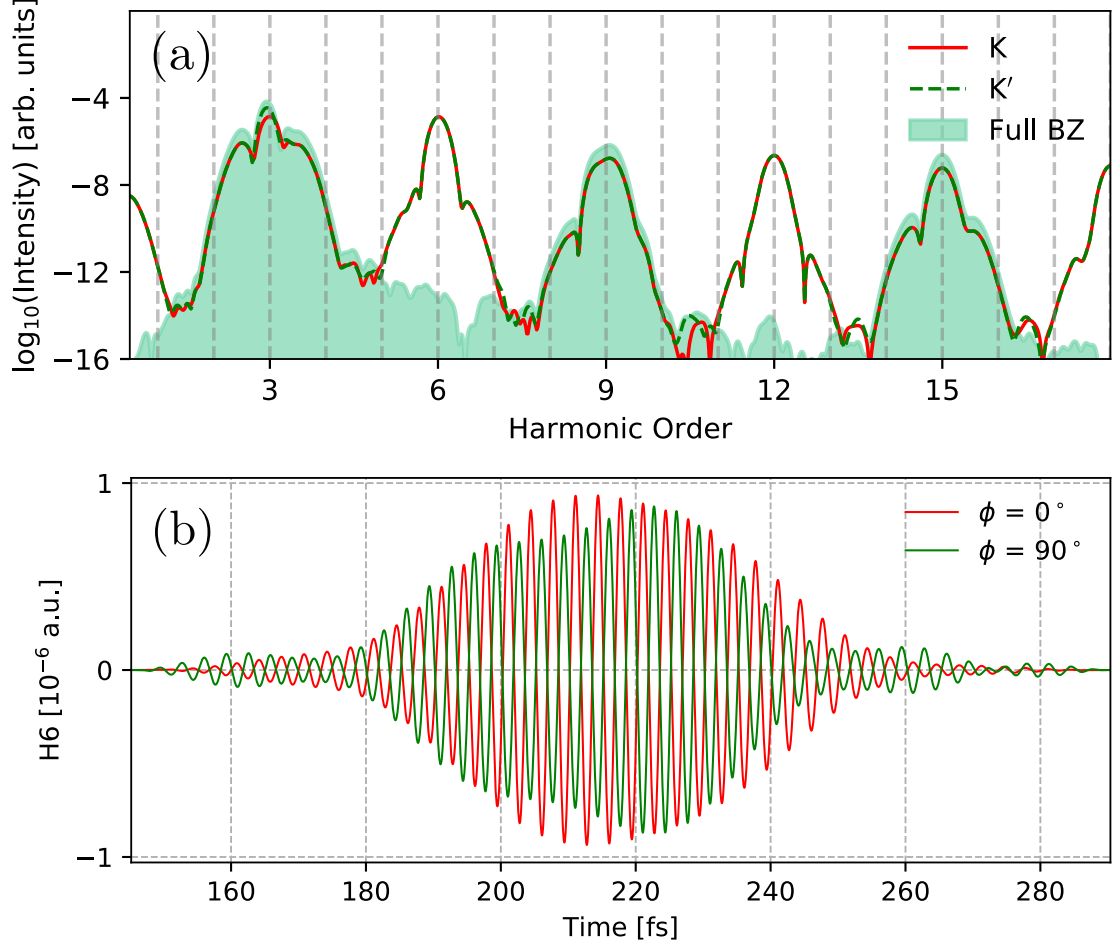 (a)
K
K′
Full BZ
log10(Intensity) [arb. units]
−4
−8
−12
−16
3
6
9
12
15
Harmonic Order
(b)
ϕ = 0°
ϕ = 90°
H6 [10−6 a.u.]
1
0
−1
160
180
200
220
240
260
280
Time [fs]